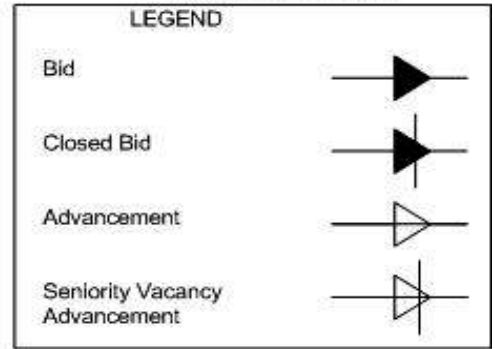 LEGEND
Bid
Closed Bid
Advancement
Seniority Vacancy
Advancement